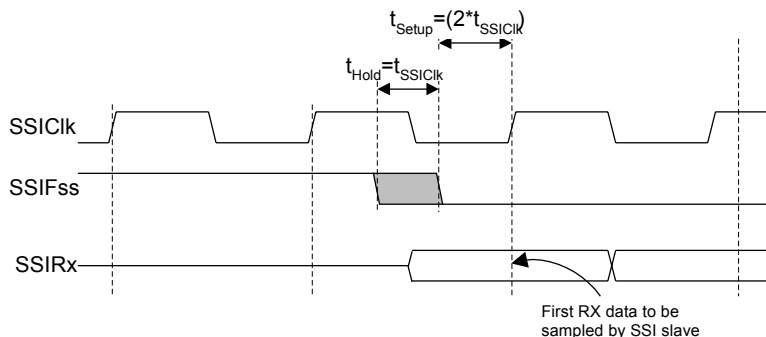 tSetup=(2*tSSIClk)
tHold=tSSIClk
SSIClk
SSIFss
SSIRx
First RX data to be
sampled by SSI slave